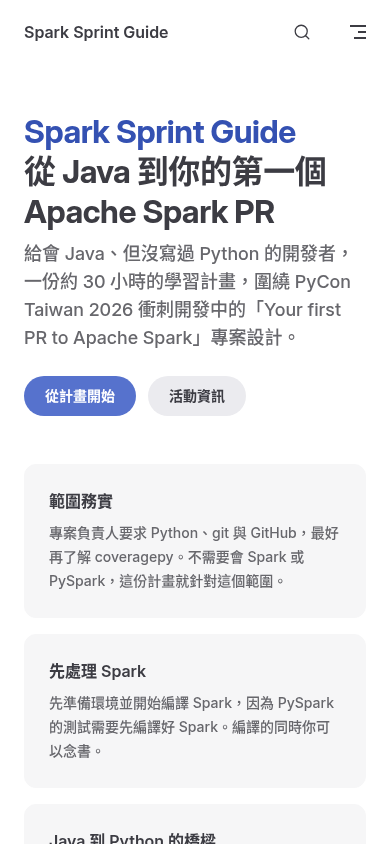 Spark Sprint Guide
Spark Sprint Guide
從 Java 到你的第一個
Apache Spark PR
給會 Java、但沒寫過 Python 的開發者，
一份約 30 小時的學習計畫，圍繞 PyCon
Taiwan 2026 衝刺開發中的「Your first
PR to Apache Spark」專案設計。
從計畫開始
活動資訊
範圍務實
專案負責人要求 Python、git 與 GitHub，最好
再了解 coveragepy。不需要會 Spark 或
PySpark，這份計畫就針對這個範圍。
先處理 Spark
先準備環境並開始編譯 Spark，因為 PySpark
的測試需要先編譯好 Spark。編譯的同時你可
以念書。
Java 到 Python 的橋樑